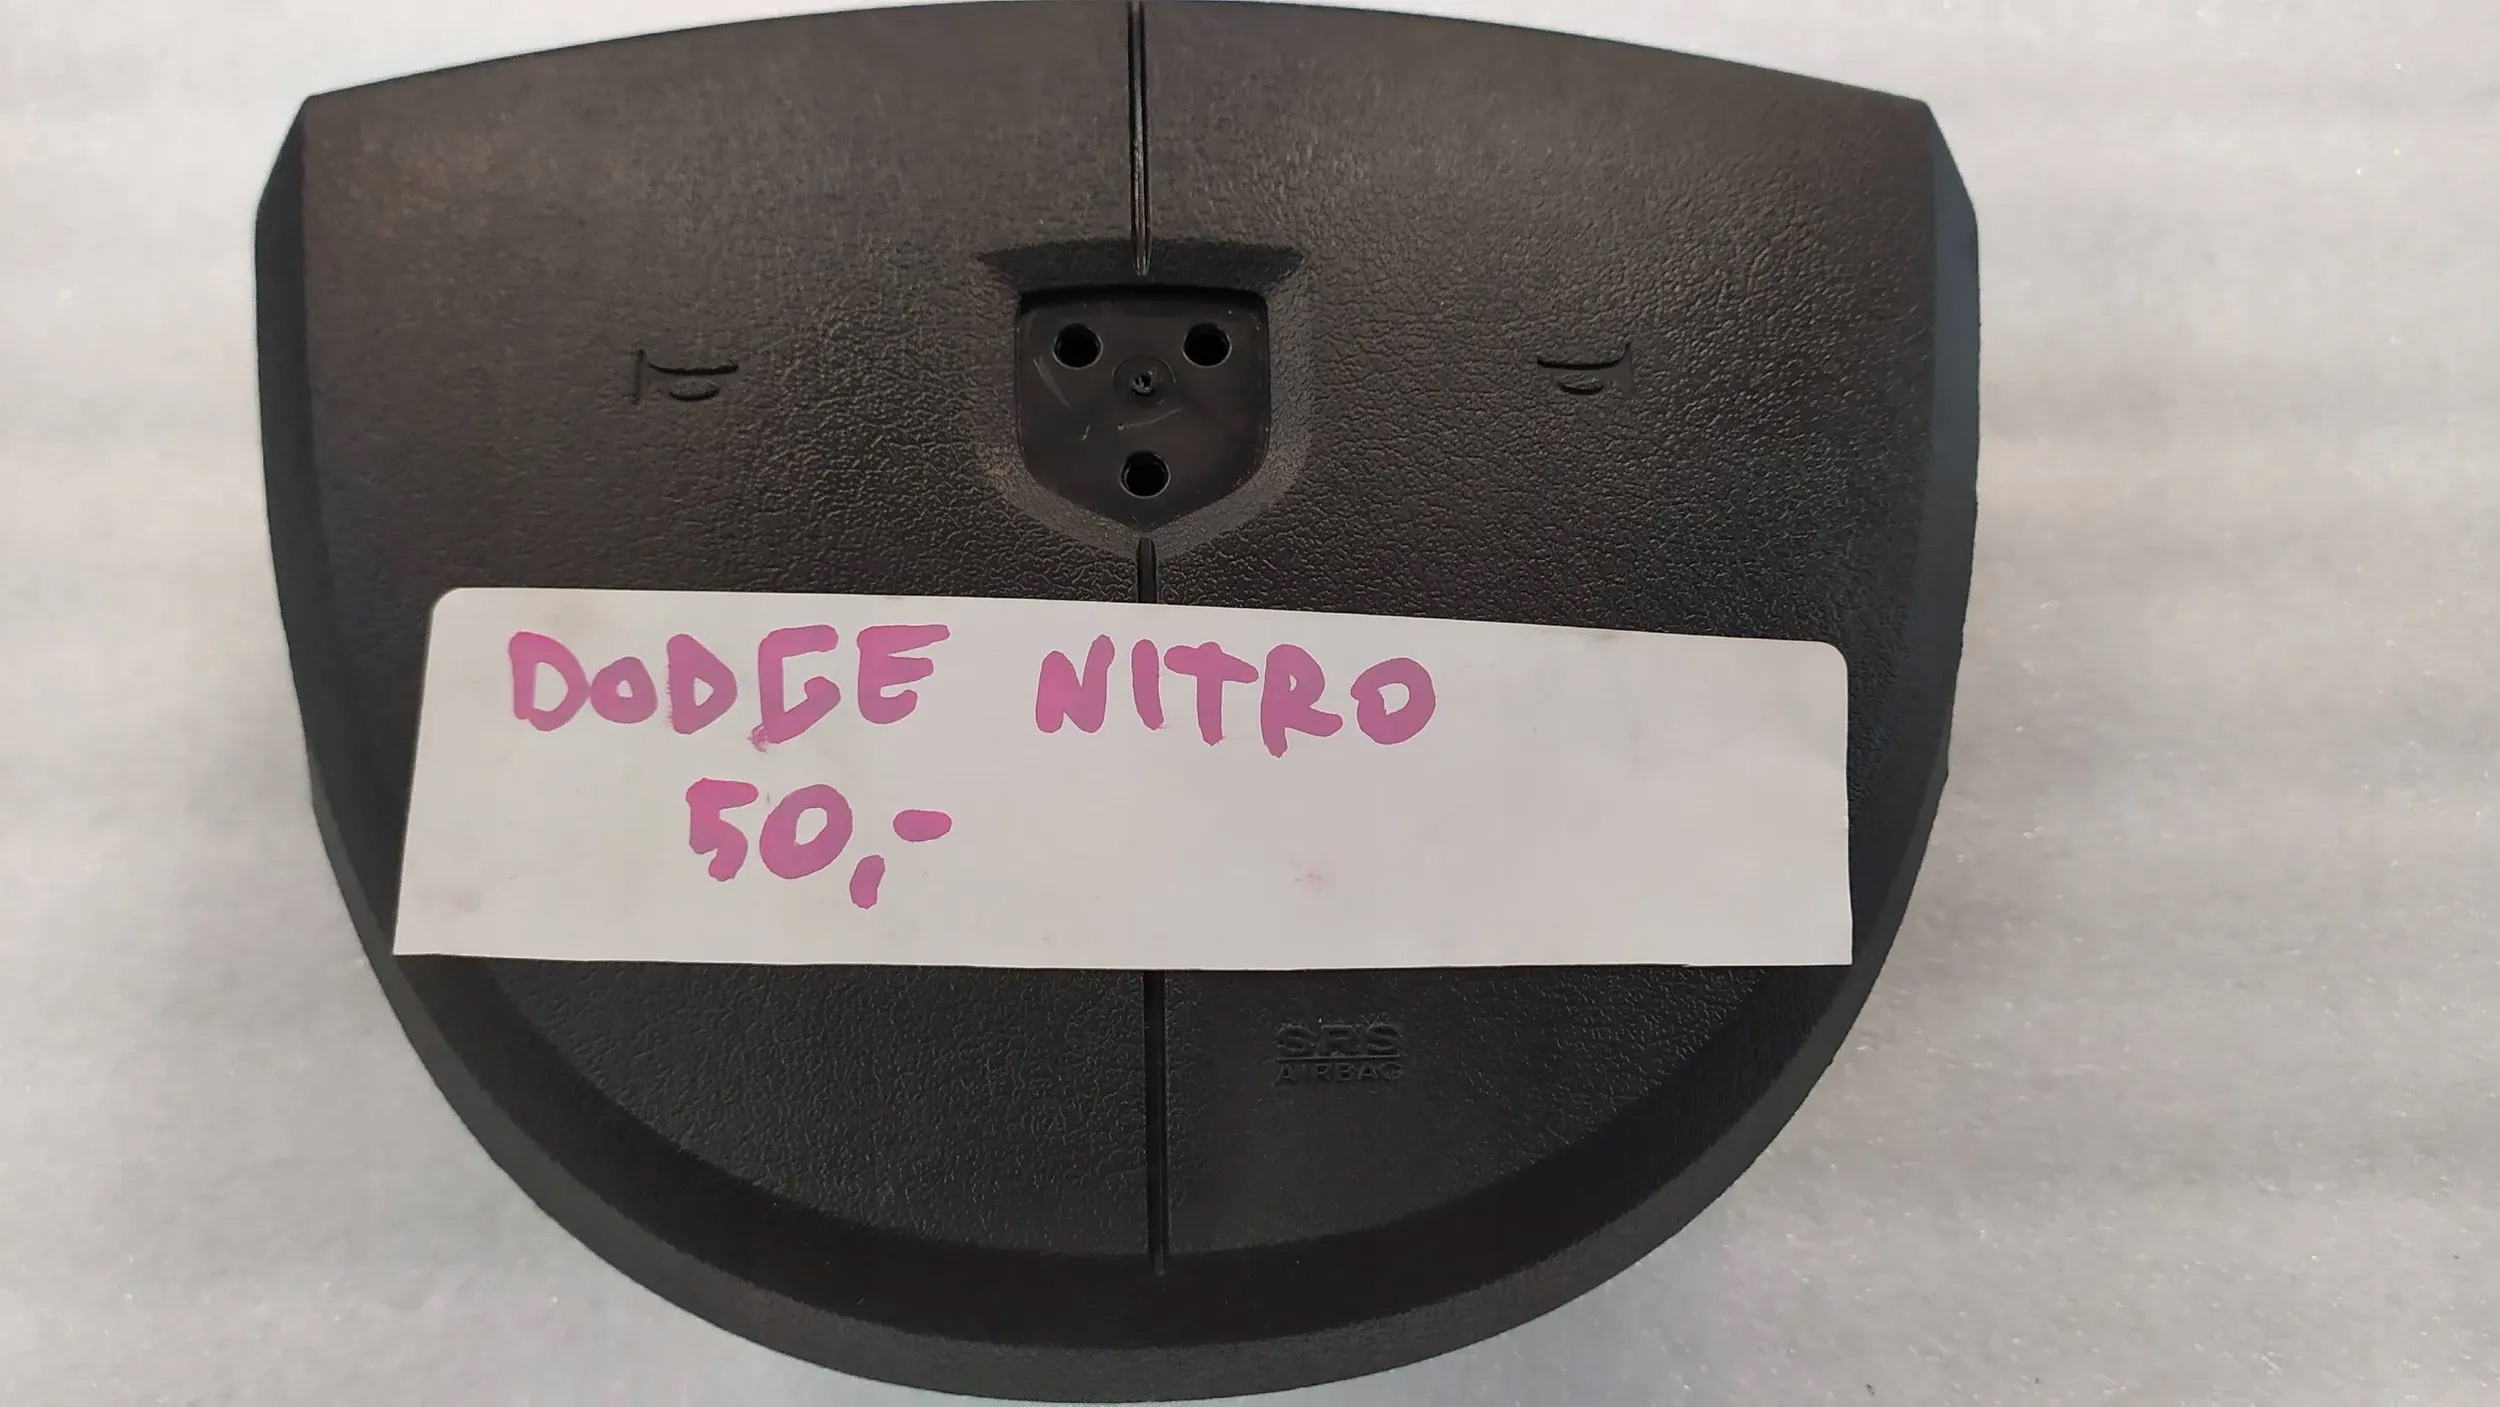 DODGE NITRO
50,-
SRS
AIRBAG